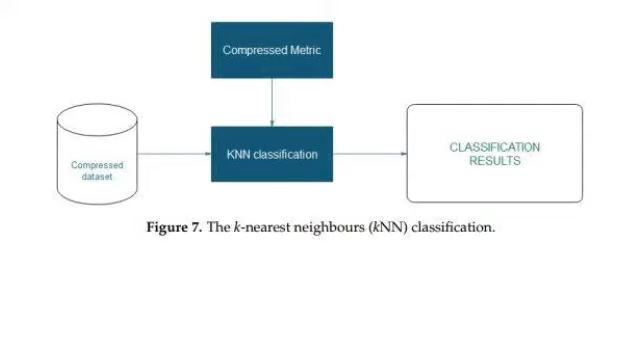 Compressed Metric
Compressed
dataset
KNN classification
CLASSIFICATION
RESULTS
Figure 7. The k-nearest neighbours (kNN) classification.